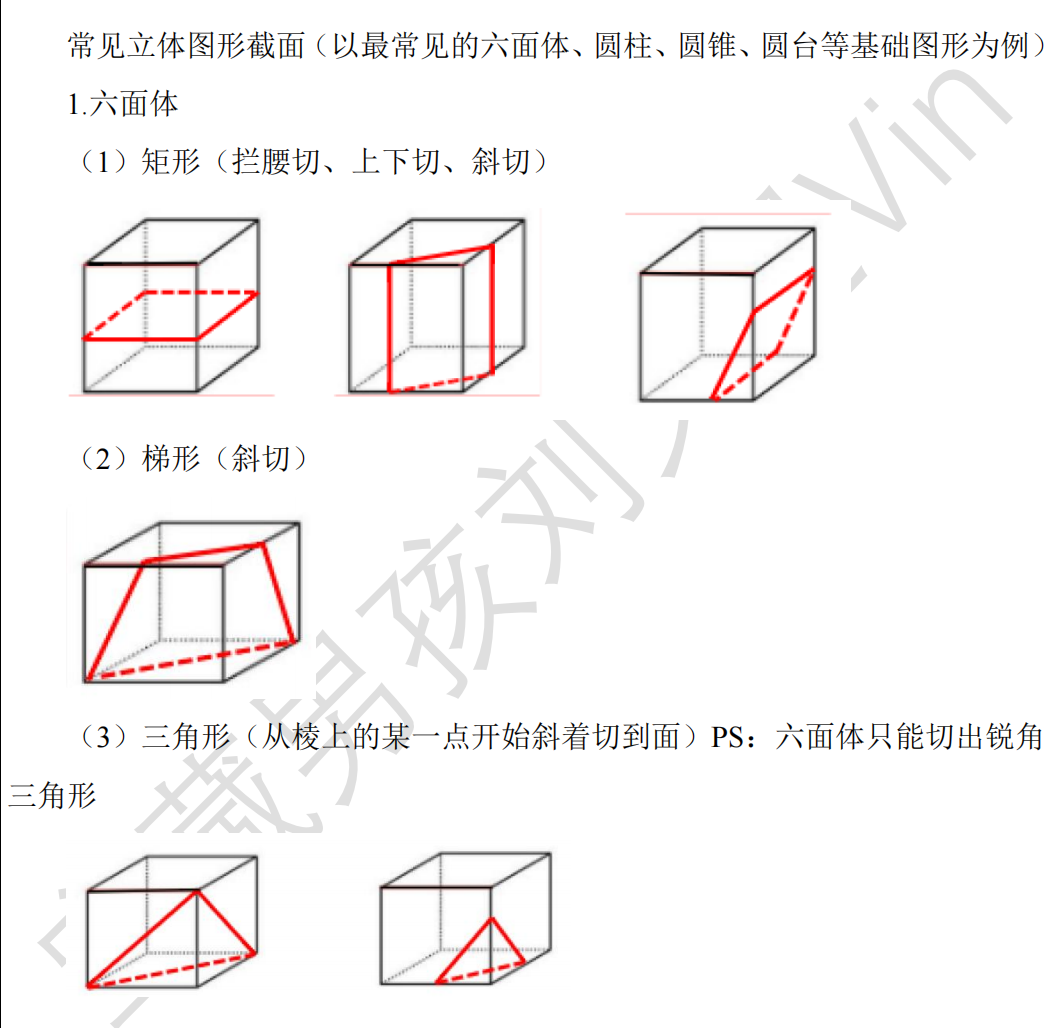 常见立体图形截面（以最常见的六面体、圆柱、圆锥、圆台等基础图形为例）
1.六面体
（1）矩形（拦腰切、上下切、斜切）
（2）梯形（斜切）
（3）三角形（从棱上的某一点开始斜着切到面）PS：六面体只能切出锐角
三角形
藏男孩刘
Vin